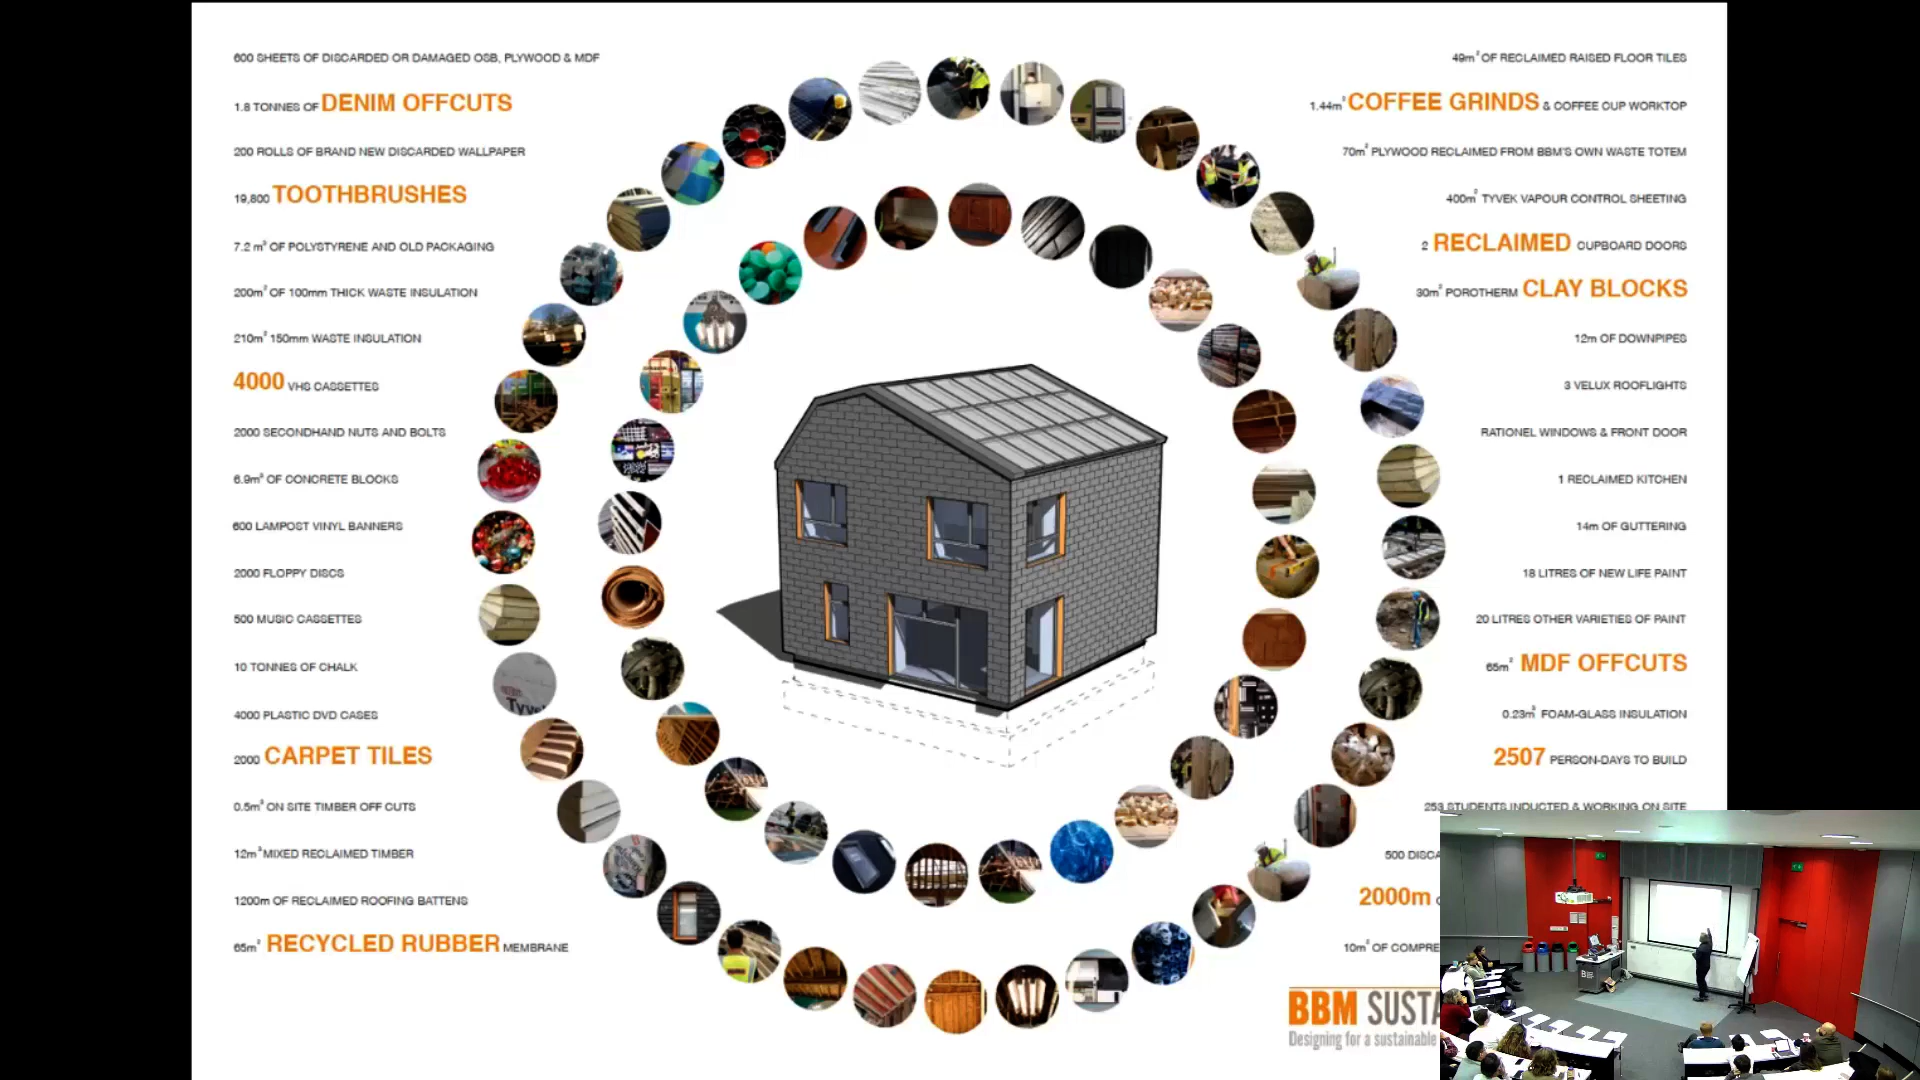 600 SHEETS OF DISCARDED OR DAMAGED OSB, PLYWOOD & MDF
1.8 TONNES OF DENIM OFFCUTS
200 ROLLS OF BRAND NEW DISCARDED WALLPAPER
19,800 TOOTHBRUSHES
7.2 m³ OF POLYSTYRENE AND OLD PACKAGING
200m² OF 100mm THICK WASTE INSULATION
210m² 150mm WASTE INSULATION
4000 VHS CASSETTES
2000 SECONDHAND NUTS AND BOLTS
6.9m² OF CONCRETE BLOCKS
600 LAMPOST VINYL BANNERS
2000 FLOPPY DISCS
500 MUSIC CASSETTES
10 TONNES OF CHALK
4000 PLASTIC DVD CASES
2000 CARPET TILES
0.5m³ ON SITE TIMBER OFF CUTS
12m³ MIXED RECLAIMED TIMBER
1200m OF RECLAIMED ROOFING BATTENS
65m² RECYCLED RUBBER MEMBRANE
49m² OF RECLAIMED RAISED FLOOR TILES
1.44m² COFFEE GRINDS & COFFEE CUP WORKTOP
70m² PLYWOOD RECLAIMED FROM BBM'S OWN WASTE TOTEM
400m² TYVEK VAPOUR CONTROL SHEETING
2 RECLAIMED CUPBOARD DOORS
30m² POROTHERM CLAY BLOCKS
12m OF DOWNPIPES
3 VELUX ROOFLIGHTS
RATIONEL WINDOWS & FRONT DOOR
1 RECLAIMED KITCHEN
14m OF GUTTERING
18 LITRES OF NEW LIFE PAINT
20 LITRES OTHER VARIETIES OF PAINT
65m² MDF OFFCUTS
0.23m³ FOAM-GLASS INSULATION
2507 PERSON-DAYS TO BUILD
253 STUDENTS INDUCTED & WORKING ON SITE
500 DISCA
2000m
10m³ OF COMPRE
BBM SUSTA
Designing for a sustainable